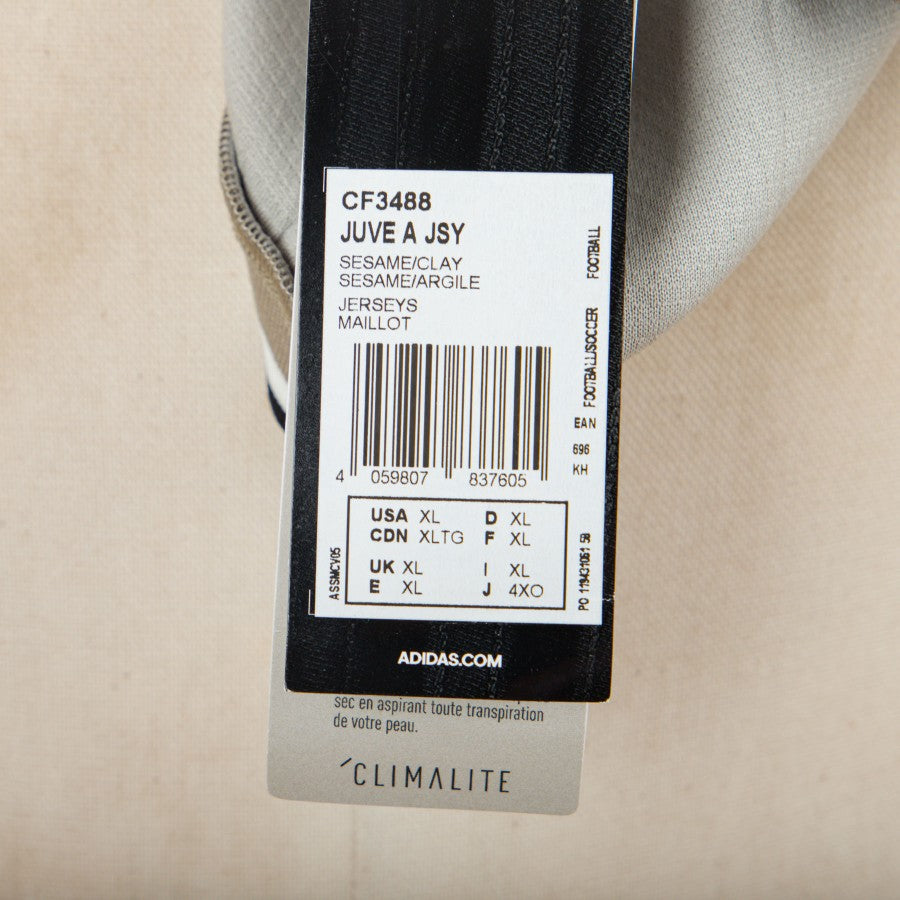 CF3488
JUVE A JSY
SESAME/CLAY
SESAME/ARGILE
JERSEYS
MAILLOT
FOOTBALL/SOCCER FOOTBALL
EAN
696
KH
4 059807 837605
USA XL D XL
CDN XLTG F XL
UK XL I XL
E XL J 4XO
ASSMCV05
ADIDAS.COM
sec en aspirant toute transpiration
de votre peau.
CLIMALITE